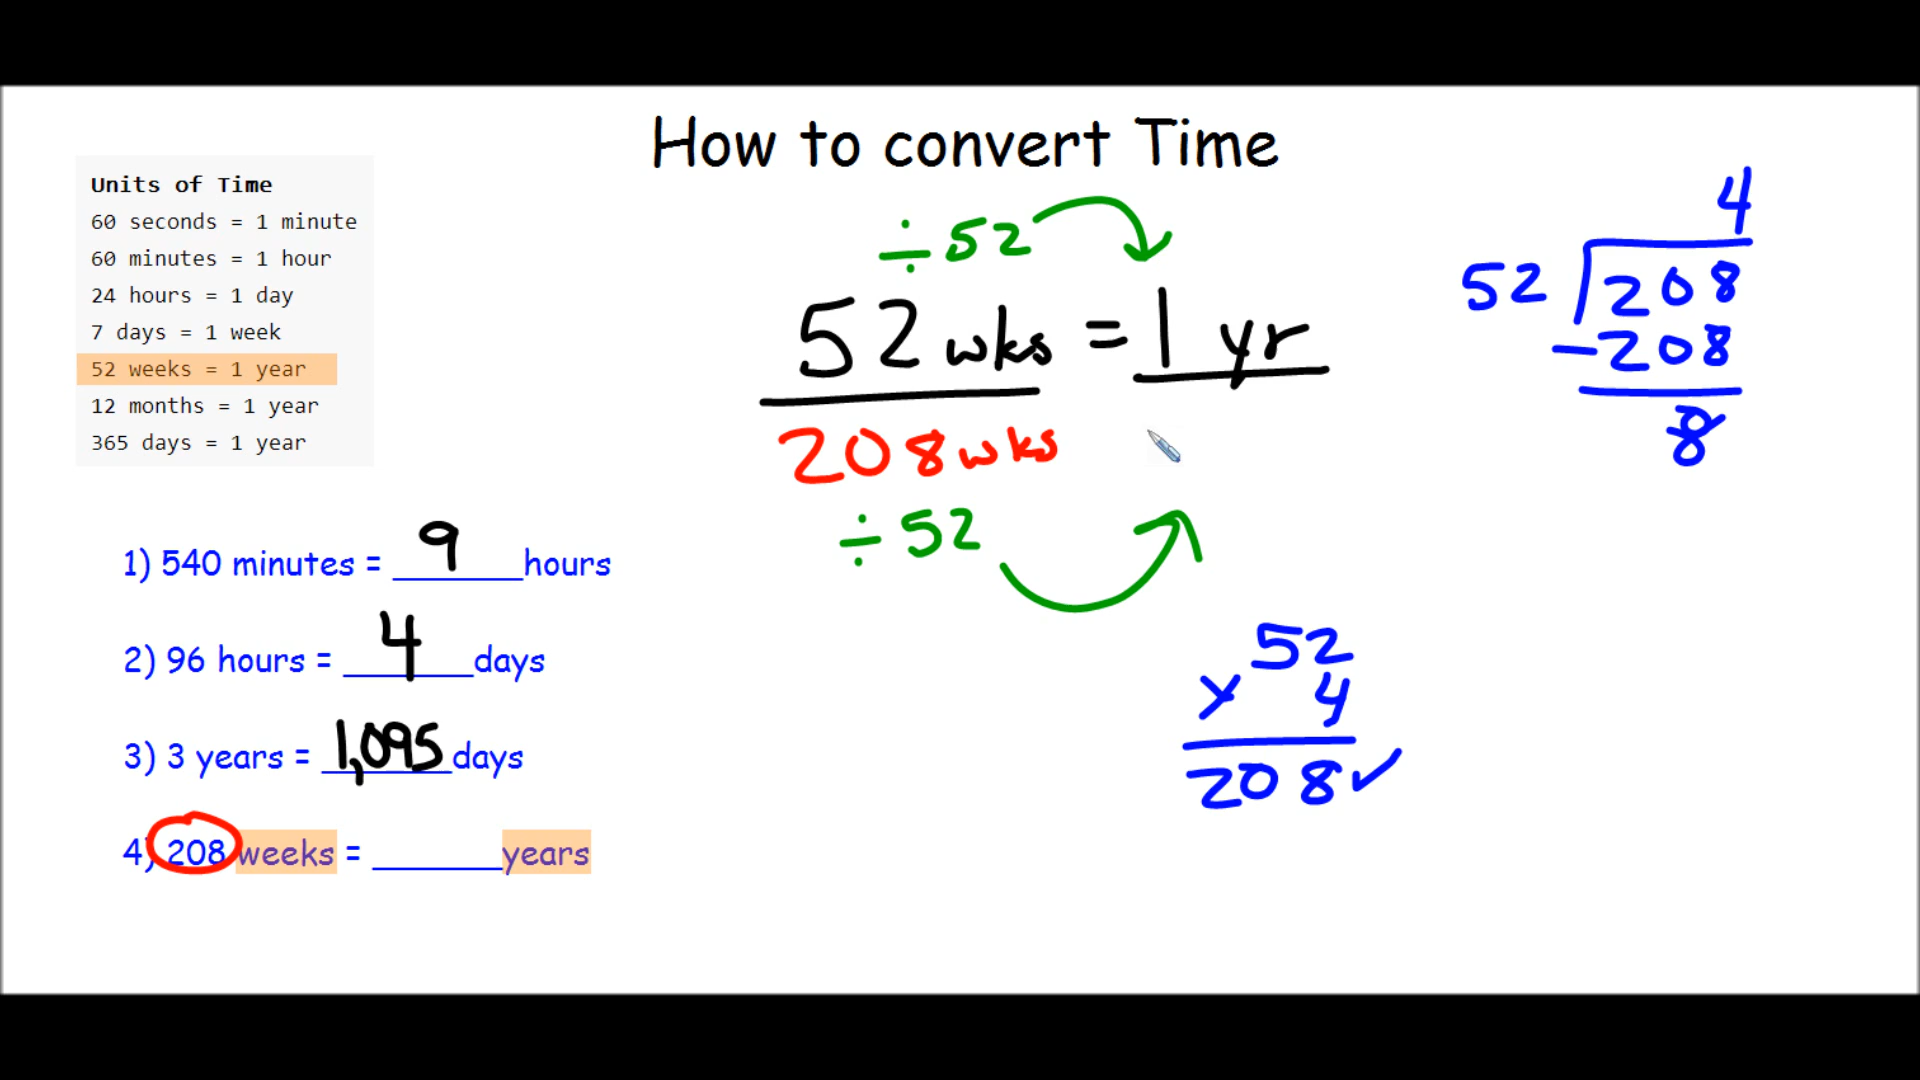 How to convert Time
Units of Time
60 seconds = 1 minute
60 minutes = 1 hour
24 hours = 1 day
7 days = 1 week
52 weeks = 1 year
12 months = 1 year
365 days = 1 year
÷52
52 wks = 1 yr
208 wks
÷52
4
52 208
-208
8
52
x 4
208 ✓
1) 540 minutes = 9 hours
2) 96 hours = 4 days
3) 3 years = 1,095 days
4) 208 weeks = ______ years